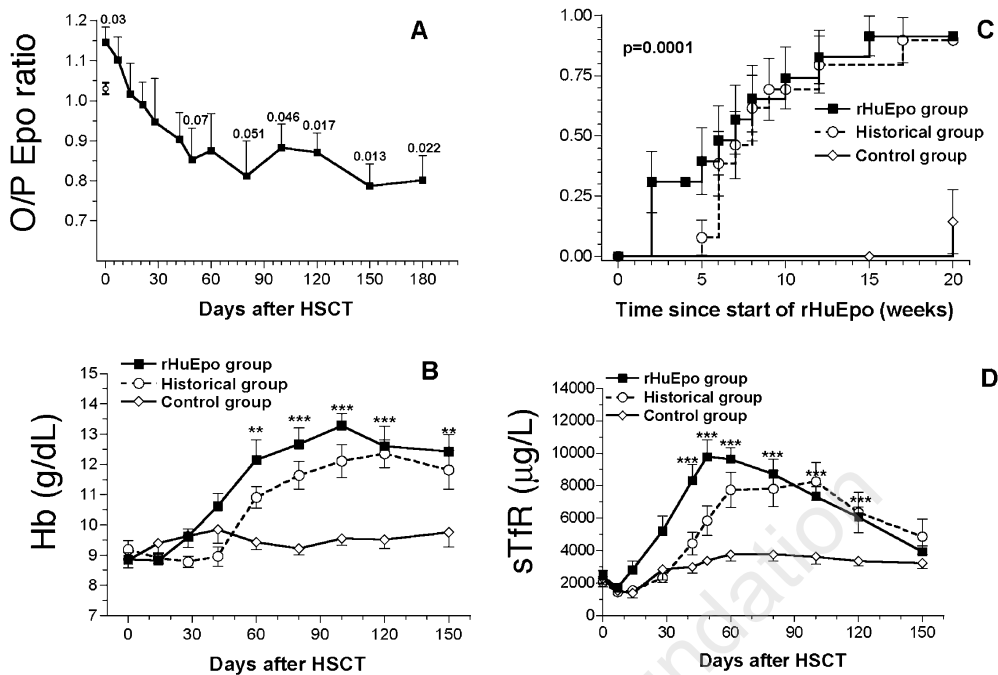 A
O/P Epo ratio
1.2
1.1
1.0
0.9
0.8
0.7
0.03
0.07
0.051
0.046
0.017
0.013
0.022
0 30 60 90 120 150 180
Days after HSCT
C
p=0.0001
1.00
0.75
0.50
0.25
0.00
rHuEpo group
Historical group
Control group
0 5 10 15 20
Time since start of rHuEpo (weeks)
B
rHuEpo group
Historical group
Control group
Hb (g/dL)
15
14
13
12
11
10
9
8
7
** *** *** *** **
0 30 60 90 120 150
Days after HSCT
D
rHuEpo group
Historical group
Control group
sTfR (µg/L)
14000
12000
10000
8000
6000
4000
2000
0
*** *** *** *** *** ***
0 30 60 90 120 150
Days after HSCT
undation